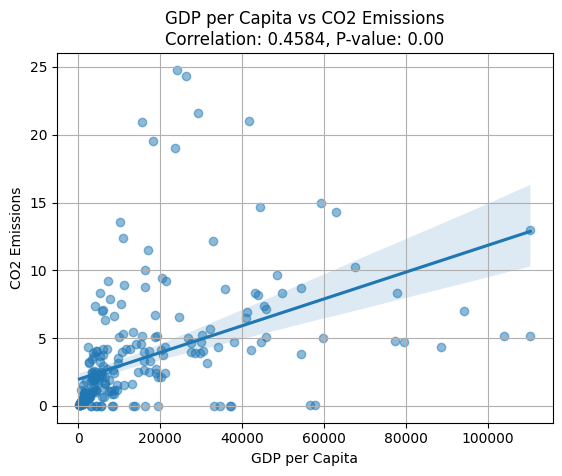 GDP per Capita vs CO2 Emissions
Correlation: 0.4584, P-value: 0.00
25
20
15
10
5
0
CO2 Emissions
0 20000 40000 60000 80000 100000
GDP per Capita